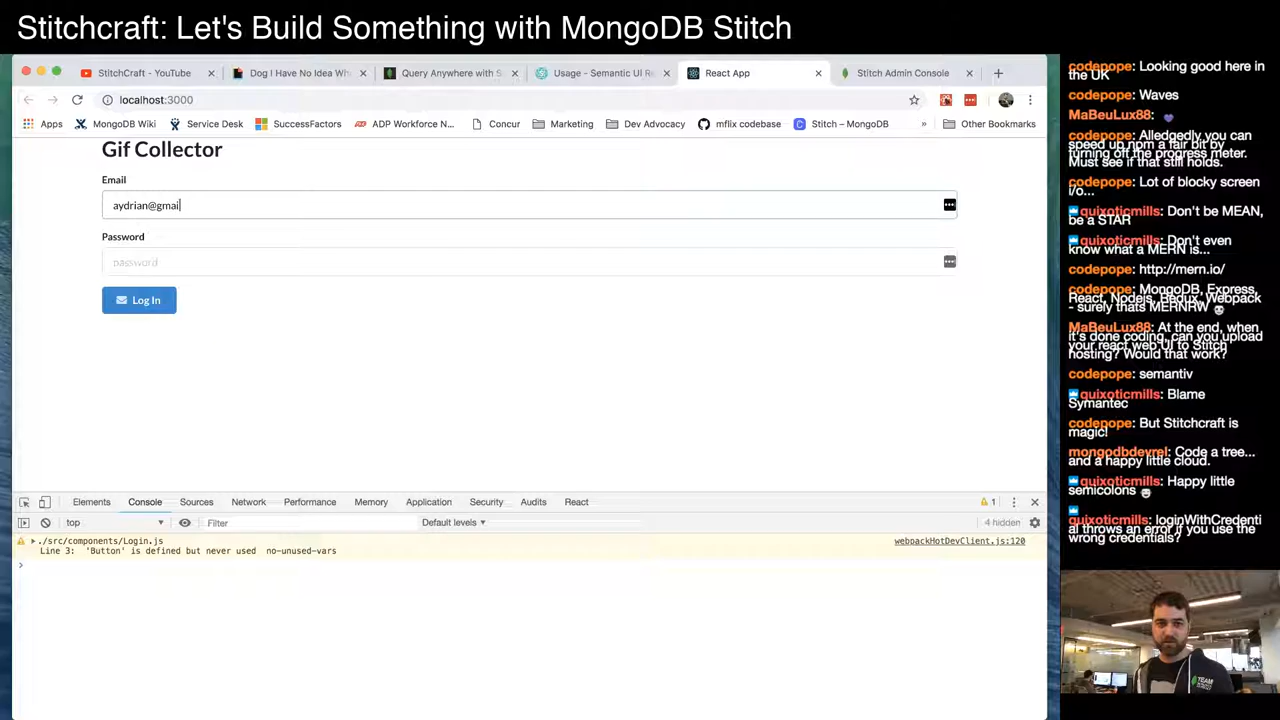 Stitchcraft: Let's Build Something with MongoDB Stitch
StitchCraft - YouTube
Dog I Have No Idea Wh
Query Anywhere with S
Usage - Semantic UI Re
React App
Stitch Admin Console
localhost:3000
Apps
MongoDB Wiki
Service Desk
SuccessFactors
ADP Workforce N...
Concur
Marketing
Dev Advocacy
mflix codebase
Stitch – MongoDB
»
Other Bookmarks
Gif Collector
Email
aydrian@gmai
Password
password
Log In
Elements
Console
Sources
Network
Performance
Memory
Application
Security
Audits
React
1
top
Filter
Default levels
4 hidden
./src/components/Login.js
webpackHotDevClient.js:120
Line 3: 'Button' is defined but never used no-unused-vars
codepope: Looking good here in
the UK
codepope: Waves
MaBeuLux88:
codepope: Alledgedly you can
speed up npm a fair bit by
turning off the progress meter.
Must see if that still holds.
codepope: Lot of blocky screen
i/o...
quixoticmills: Don't be MEAN,
be a STAR
quixoticmills: Don't even
know what a MERN is...
codepope: http://mern.io/
codepope: MongoDB, Express,
React, Nodejs, Redux, Webpack
- surely thats MERNRW
MaBeuLux88: At the end, when
it's done coding, can you upload
your react web UI to Stitch
hosting? Would that work?
codepope: semantiv
quixoticmills: Blame
Symantec
codepope: But Stitchcraft is
magic!
mongodbdevrel: Code a tree...
and a happy little cloud.
quixoticmills: Happy little
semicolons
quixoticmills: loginWithCredenti
al throws an error if you use the
wrong credentials?
TEAM